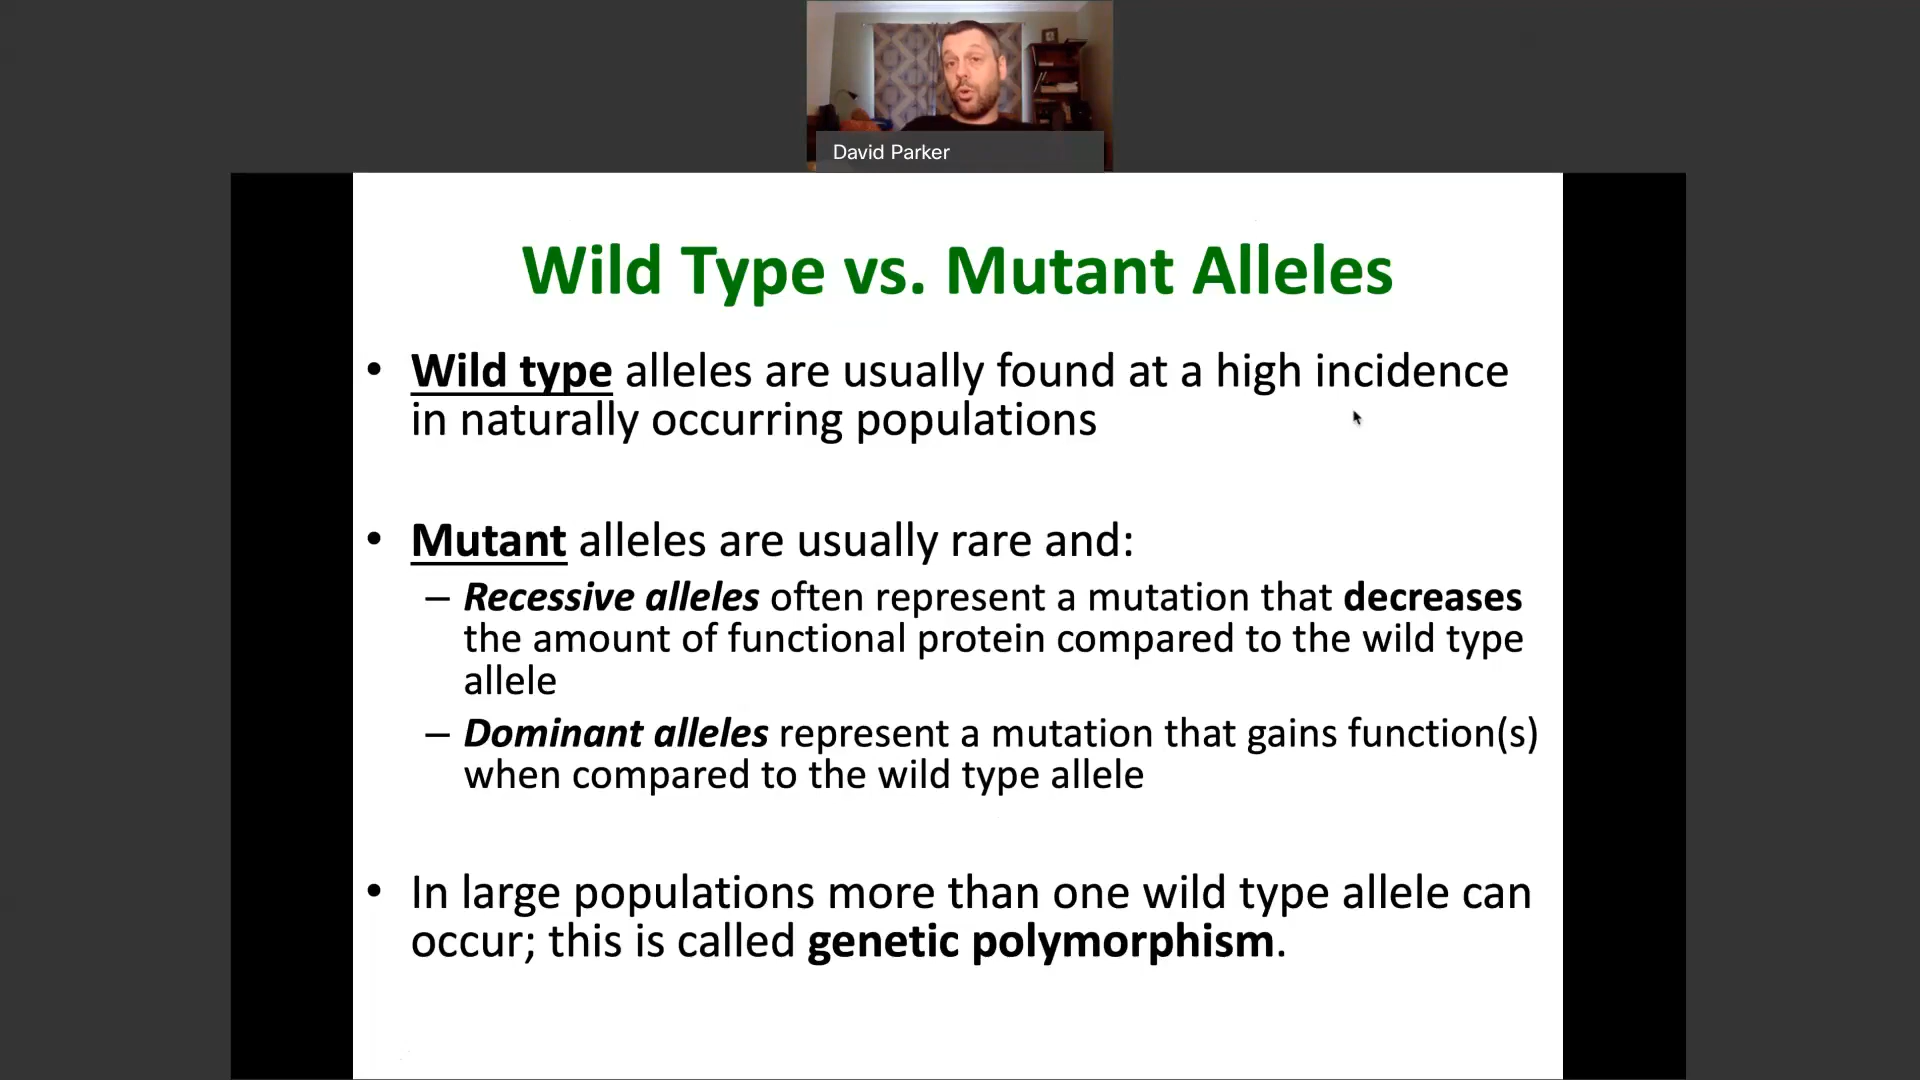 David Parker
Wild Type vs. Mutant Alleles
• Wild type alleles are usually found at a high incidence
in naturally occurring populations
• Mutant alleles are usually rare and:
– Recessive alleles often represent a mutation that decreases
the amount of functional protein compared to the wild type
allele
– Dominant alleles represent a mutation that gains function(s)
when compared to the wild type allele
• In large populations more than one wild type allele can
occur; this is called genetic polymorphism.